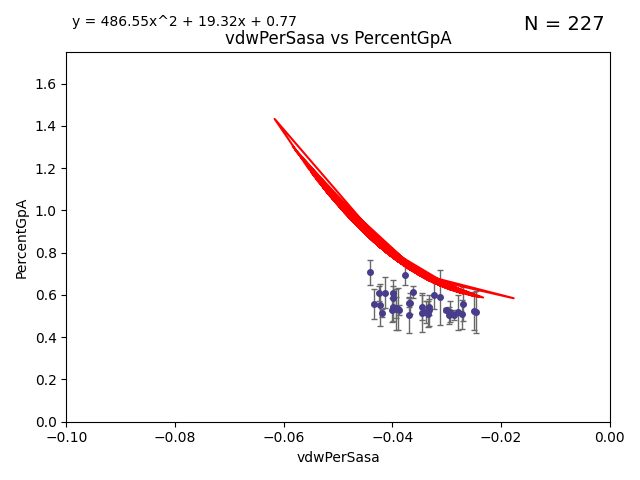 y = 486.55x^2 + 19.32x + 0.77
N = 227
vdwPerSasa vs PercentGpA
PercentGpA
1.6
1.4
1.2
1.0
0.8
0.6
0.4
0.2
0.0
−0.10 −0.08 −0.06 −0.04 −0.02 0.00
vdwPerSasa